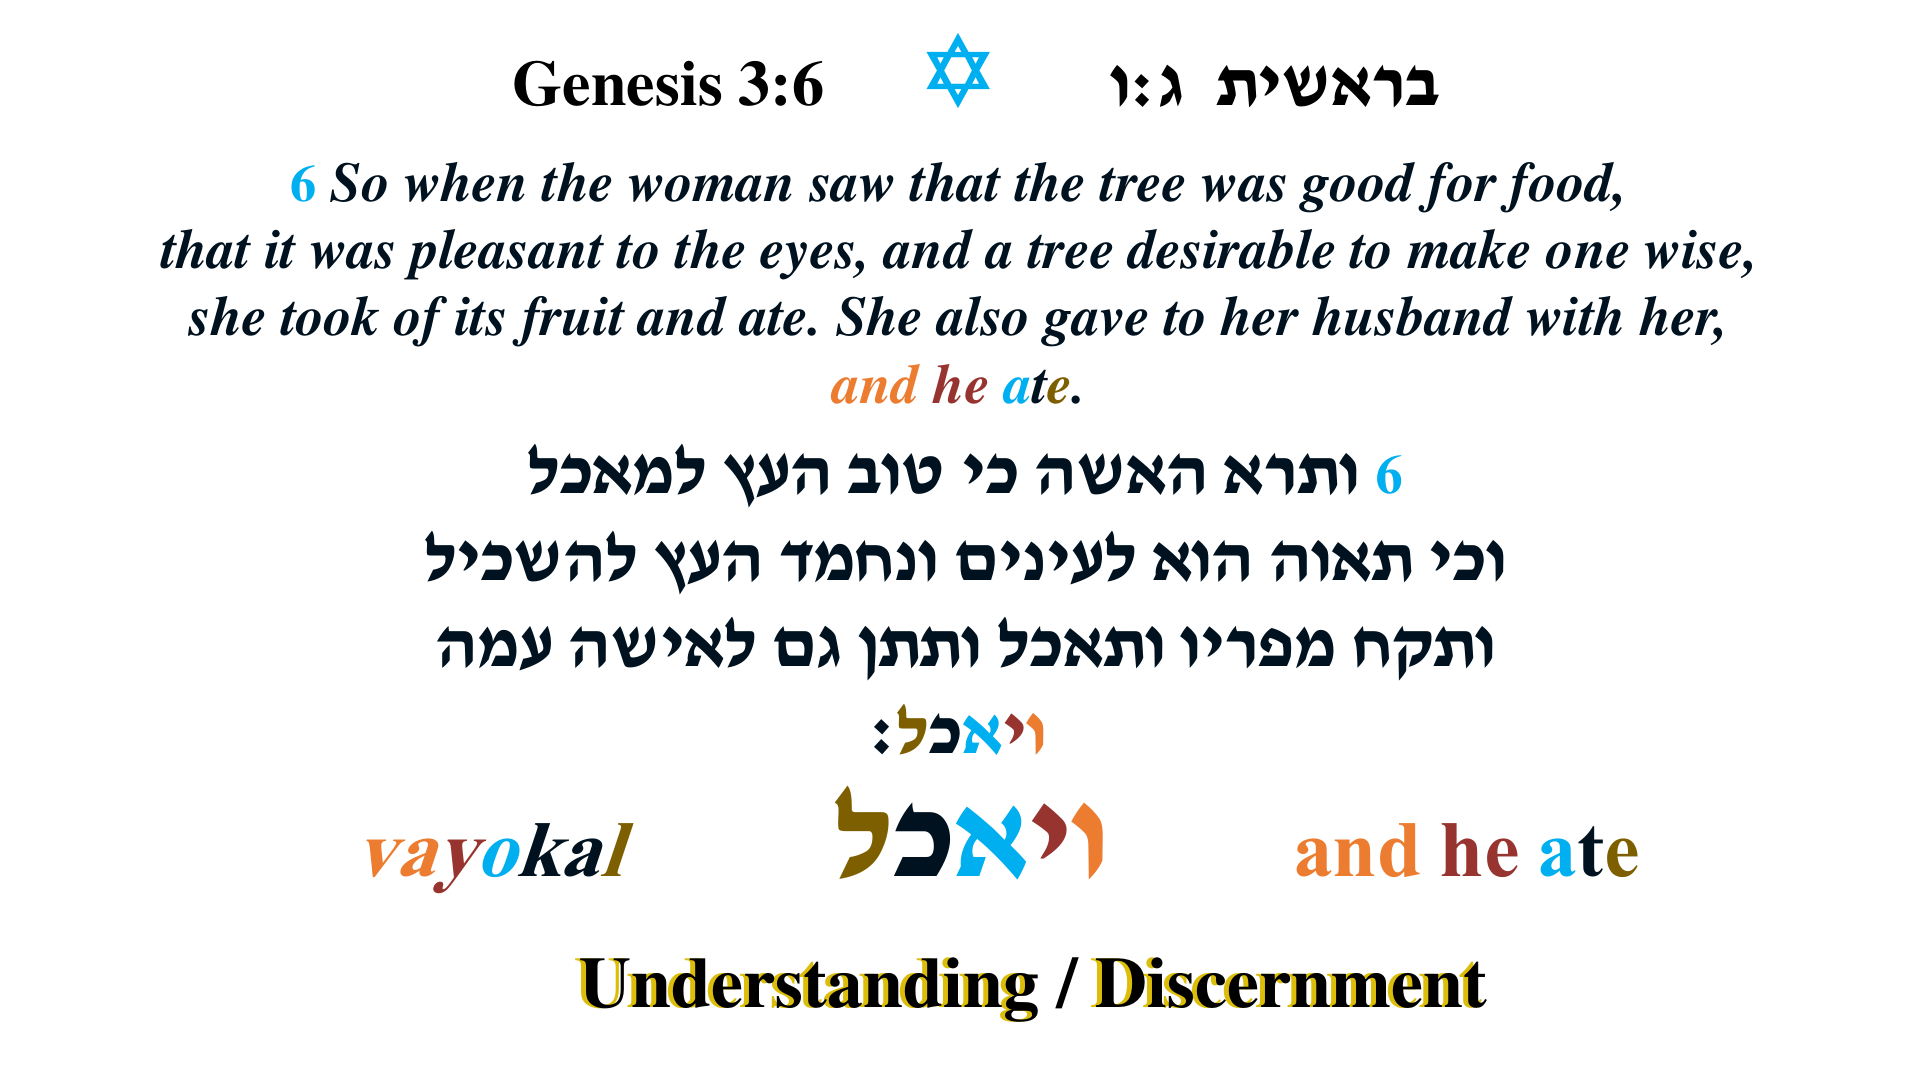 Genesis 3:6 ✡ בראשית ג:ו
6 So when the woman saw that the tree was good for food,
that it was pleasant to the eyes, and a tree desirable to make one wise,
she took of its fruit and ate. She also gave to her husband with her,
and he ate.
6 ותרא האשה כי טוב העץ למאכל
וכי תאוה הוא לעינים ונחמד העץ להשכיל
ותקח מפריו ותאכל ותתן גם לאישה עמה
ויאכל:
vayokal ויאכל and he ate
Understanding / Discernment